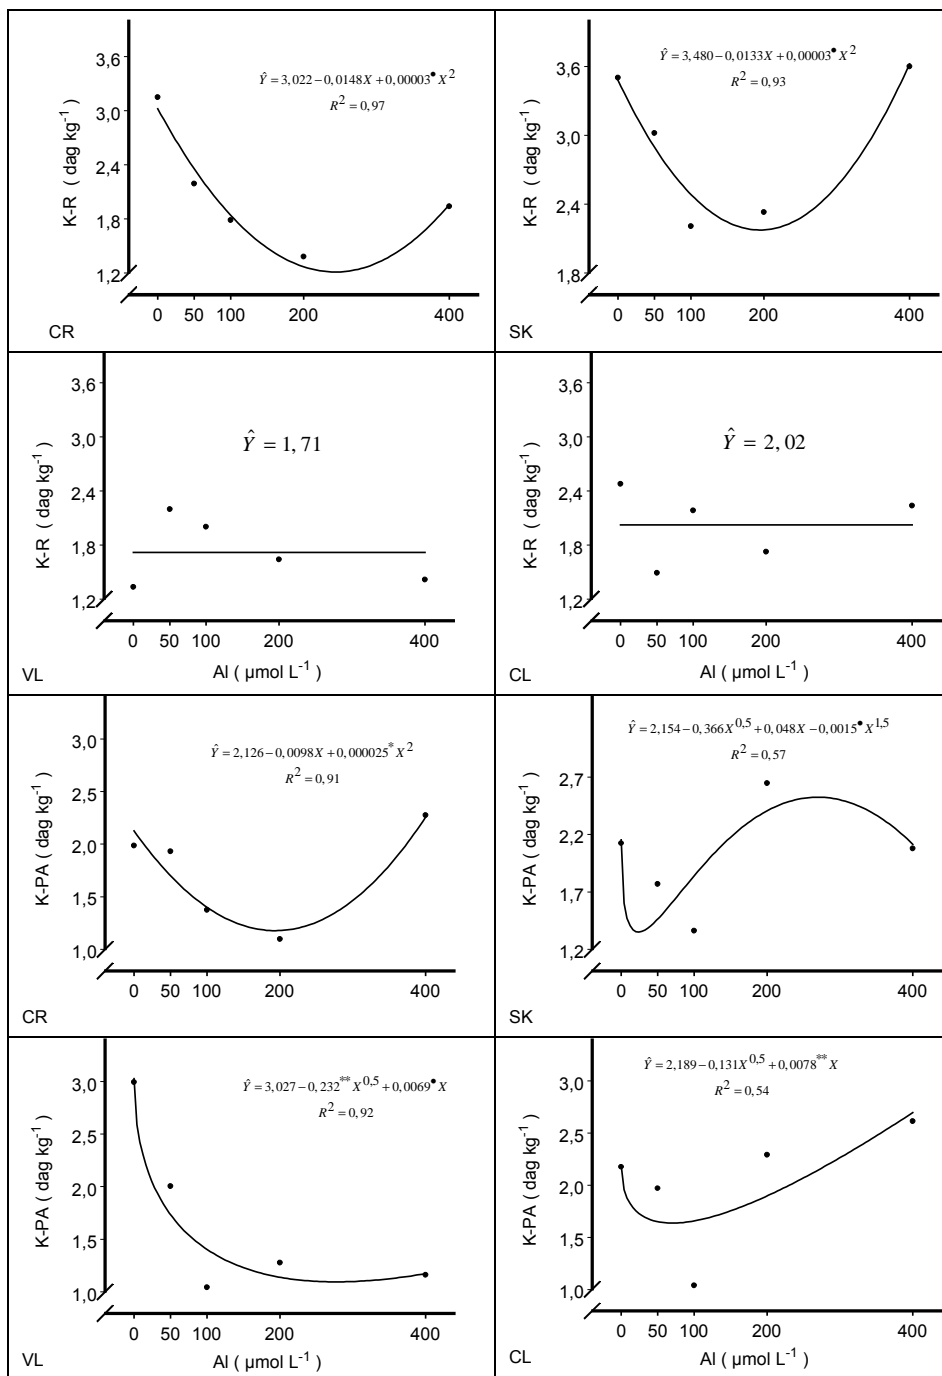 Ŷ = 3,022 − 0,0148X + 0,00003•X²
R² = 0,97
K-R ( dag kg⁻¹ )
3,6
3,0
2,4
1,8
1,2
0 50 100 200 400
CR
Ŷ = 3,480 − 0,0133X + 0,00003•X²
R² = 0,93
K-R ( dag kg⁻¹ )
3,6
3,0
2,4
1,8
0 50 100 200 400
SK
Ŷ = 1,71
K-R ( dag kg⁻¹ )
3,6
3,0
2,4
1,8
1,2
0 50 100 200 400
VL Al ( µmol L⁻¹ )
Ŷ = 2,02
K-R ( dag kg⁻¹ )
3,6
3,0
2,4
1,8
1,2
0 50 100 200 400
CL Al ( µmol L⁻¹ )
Ŷ = 2,126 − 0,0098X + 0,000025*X²
R² = 0,91
K-PA ( dag kg⁻¹ )
3,0
2,5
2,0
1,5
1,0
0 50 100 200 400
CR
Ŷ = 2,154 − 0,366X⁰,⁵ + 0,048X − 0,0015•X¹,⁵
R² = 0,57
K-PA ( dag kg⁻¹ )
2,7
2,2
1,7
1,2
0 50 100 200 400
SK
Ŷ = 3,027 − 0,232**X⁰,⁵ + 0,0069•X
R² = 0,92
K-PA ( dag kg⁻¹ )
3,0
2,5
2,0
1,5
1,0
0 50 100 200 400
VL Al ( µmol L⁻¹ )
Ŷ = 2,189 − 0,131X⁰,⁵ + 0,0078**X
R² = 0,54
K-PA ( dag kg⁻¹ )
3,0
2,5
2,0
1,5
1,0
0 50 100 200 400
CL Al ( µmol L⁻¹ )